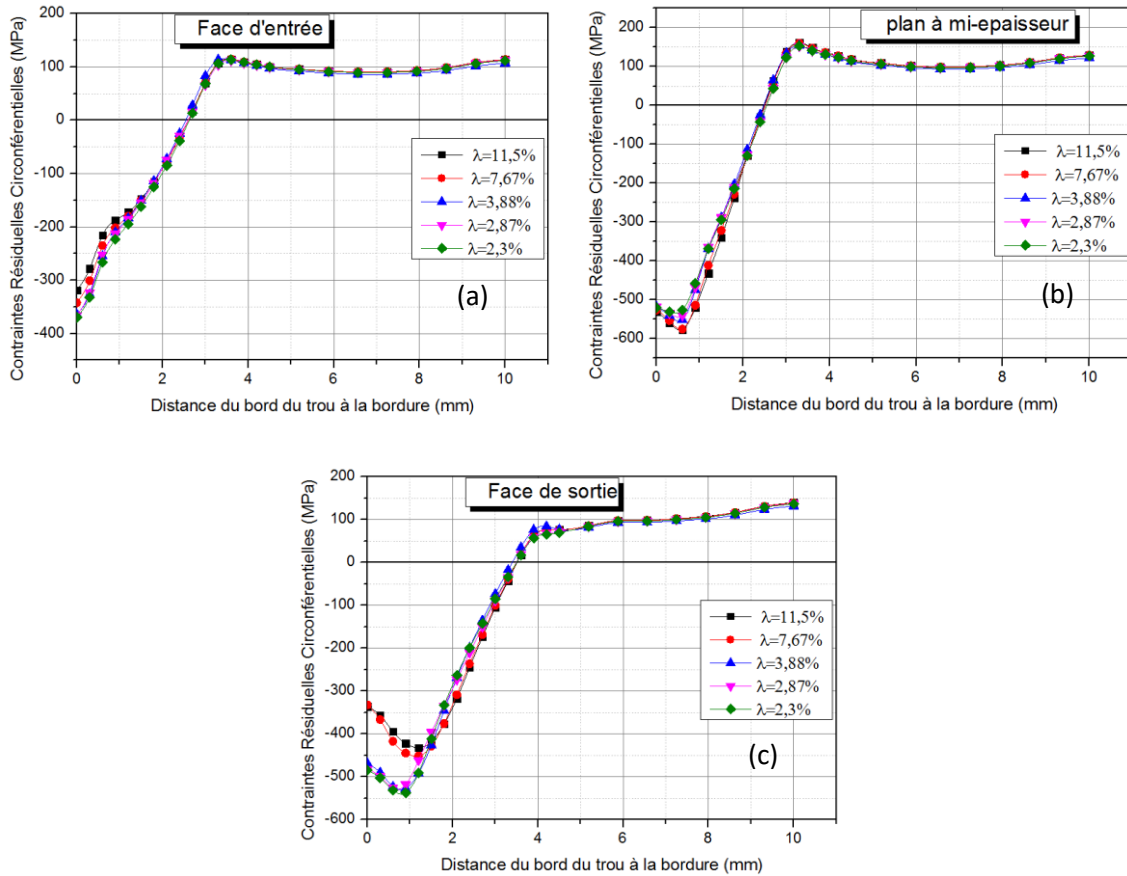 Face d'entrée
Contraintes Résiduelles Circonférentielles (MPa)
200
100
0
-100
-200
-300
-400
λ=11,5%
λ=7,67%
λ=3,88%
λ=2,87%
λ=2,3%
(a)
0 2 4 6 8 10
Distance du bord du trou à la bordure (mm)
plan à mi-epaisseur
Contraintes Résiduelles Circonférentielles (MPa)
200
100
0
-100
-200
-300
-400
-500
-600
λ=11,5%
λ=7,67%
λ=3,88%
λ=2,87%
λ=2,3%
(b)
0 2 4 6 8 10
Distance du bord du trou à la bordure (mm)
Face de sortie
Contraintes Résiduelles Circonférentielles (MPa)
200
100
0
-100
-200
-300
-400
-500
-600
λ=11,5%
λ=7,67%
λ=3,88%
λ=2,87%
λ=2,3%
(c)
0 2 4 6 8 10
Distance du bord du trou à la bordure (mm)